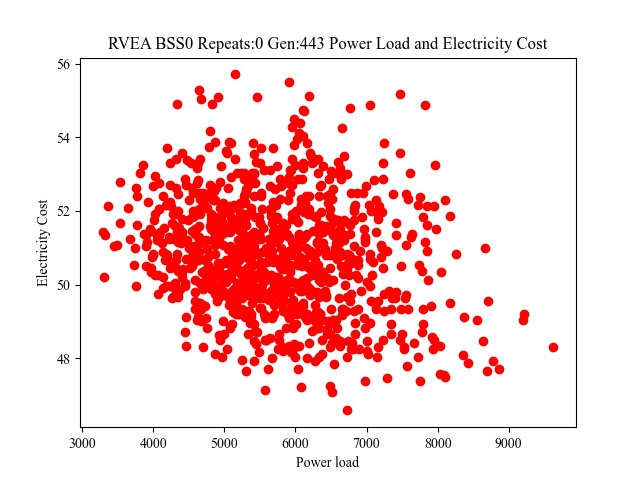 RVEA BSS0 Repeats:0 Gen:443 Power Load and Electricity Cost
56
54
52
50
48
Electricity Cost
3000 4000 5000 6000 7000 8000 9000
Power load